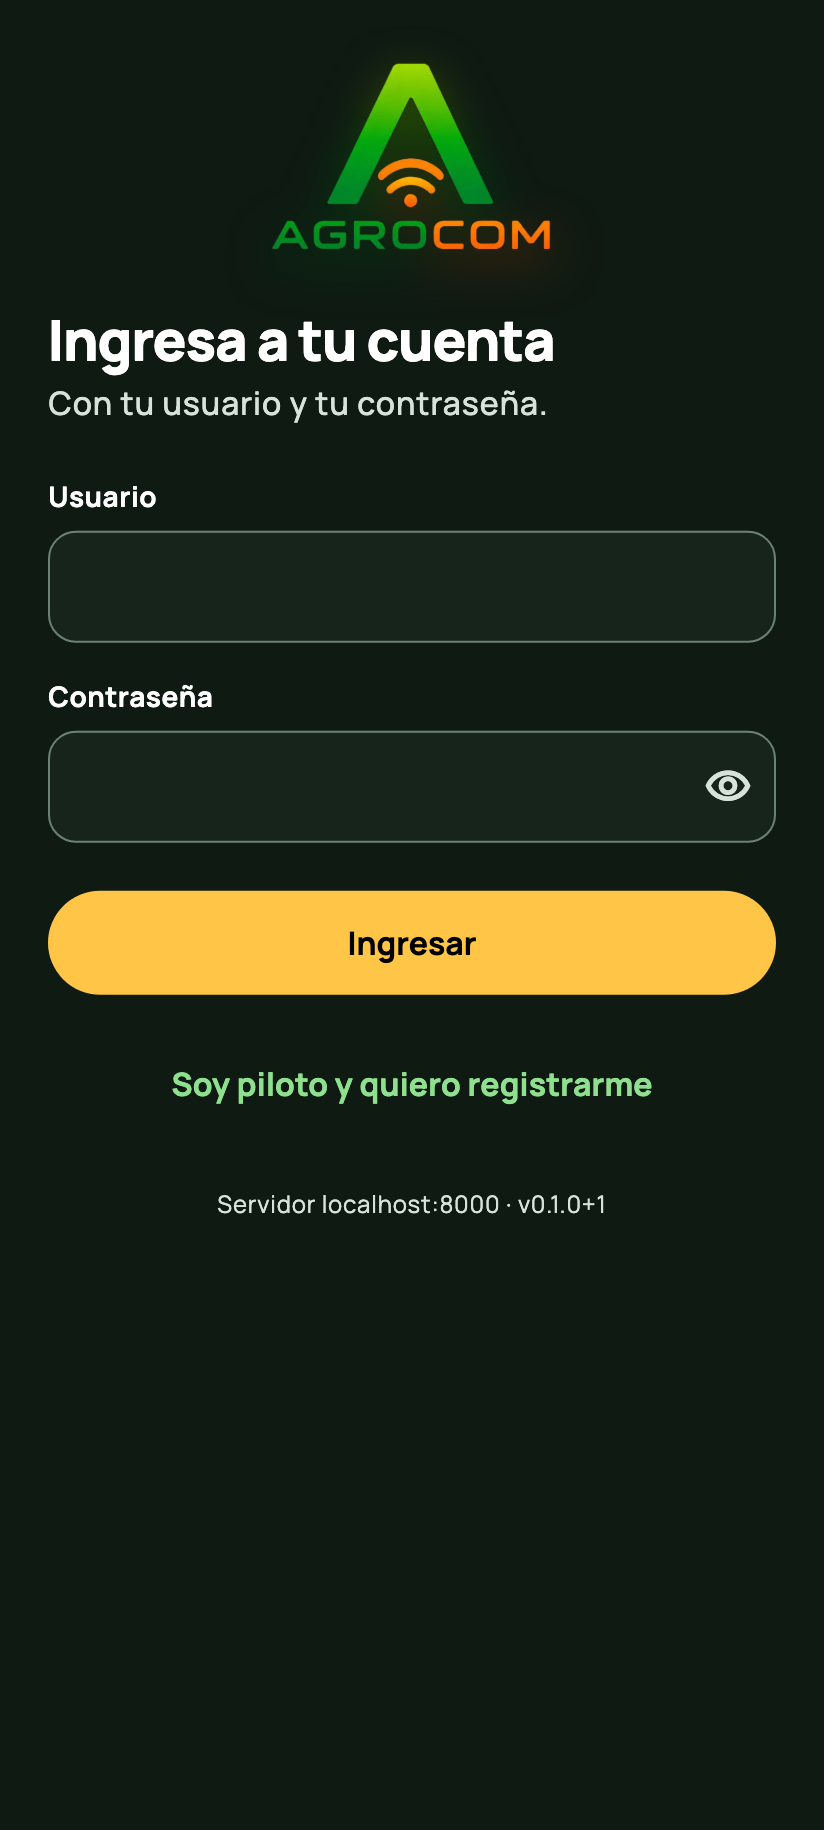 AGROCOM
Ingresa a tu cuenta
Con tu usuario y tu contraseña.
Usuario
Contraseña
Ingresar
Soy piloto y quiero registrarme
Servidor localhost:8000 · v0.1.0+1